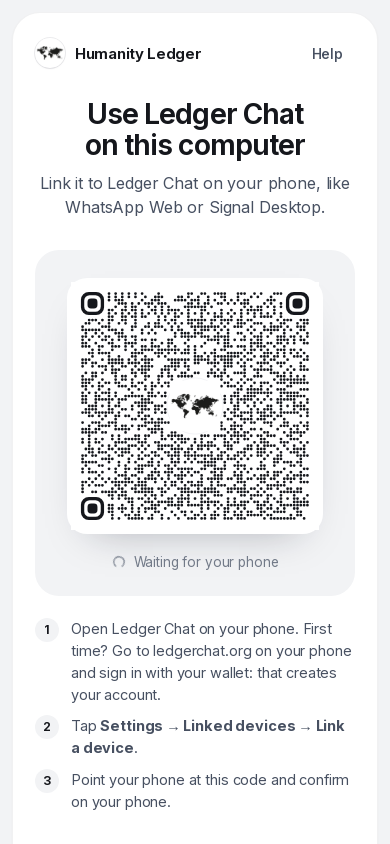 Humanity Ledger
Help
Use Ledger Chat
on this computer
Link it to Ledger Chat on your phone, like
WhatsApp Web or Signal Desktop.
Waiting for your phone
1
Open Ledger Chat on your phone. First
time? Go to ledgerchat.org on your phone
and sign in with your wallet: that creates
your account.
2
Tap Settings → Linked devices → Link
a device.
3
Point your phone at this code and confirm
on your phone.